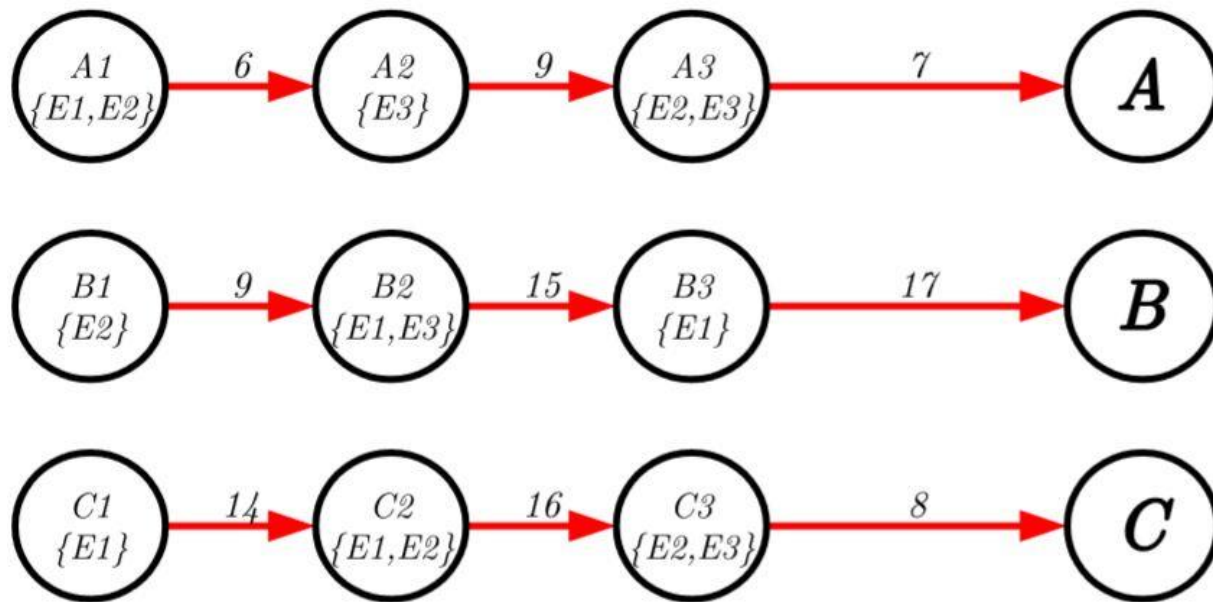 6 9 7
A1 A2 A3 A
{E1,E2} {E3} {E2,E3}
9 15 17
B1 B2 B3 B
{E2} {E1,E3} {E1}
14 16 8
C1 C2 C3 C
{E1} {E1,E2} {E2,E3}